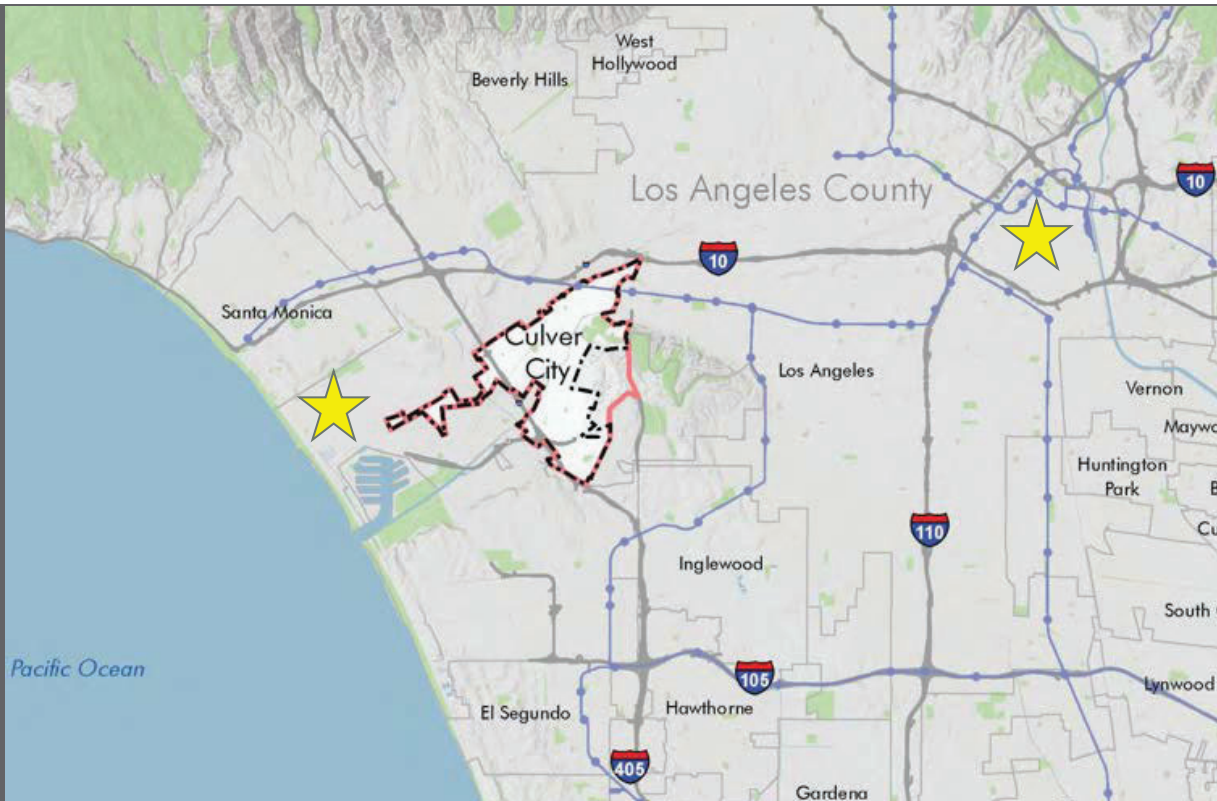 West
Hollywood
Beverly Hills
10
Los Angeles County
10
Santa Monica
Culver
City
Los Angeles
Vernon
Huntington
Park
110
Inglewood
South
Pacific Ocean
105
Lynwood
El Segundo
Hawthorne
405
Gardena